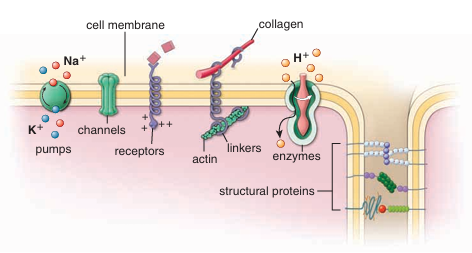 cell membrane
collagen
Na+
H+
K+
+
+ ++
channels
pumps
receptors
actin
linkers
enzymes
structural proteins